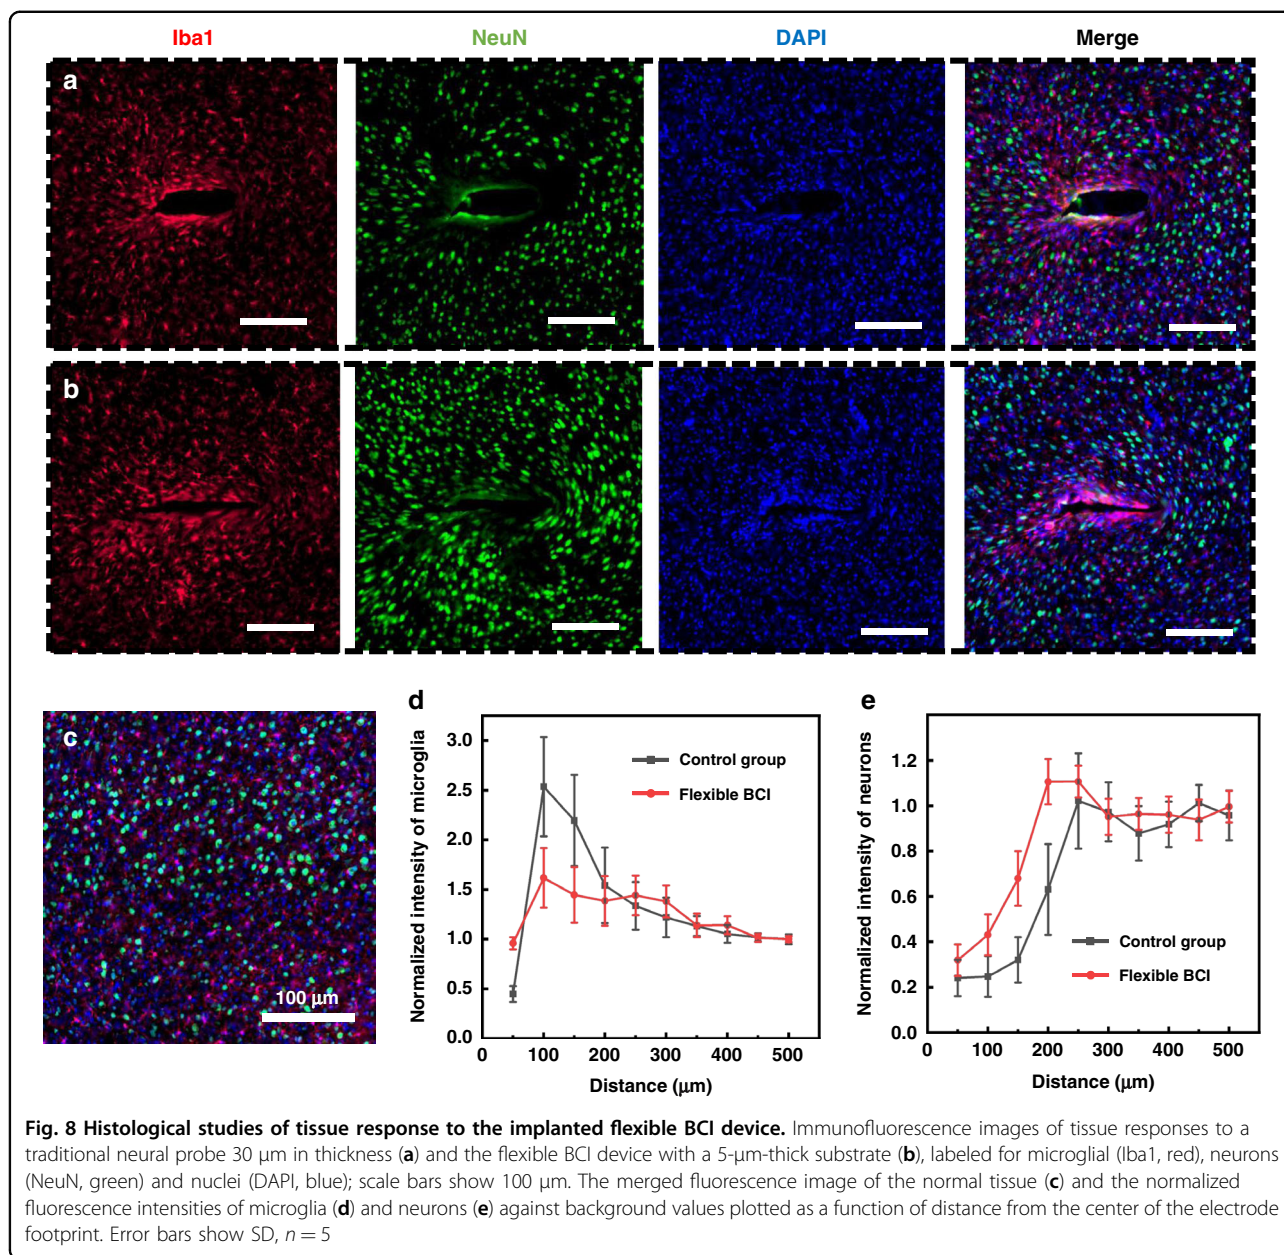 Iba1 NeuN DAPI Merge
a
b
c
100 µm
d
Normalized intensity of microglia
3.0
2.5
2.0
1.5
1.0
0.5
0.0
Control group
Flexible BCI
0 100 200 300 400 500
Distance (µm)
e
Normalized intensity of neurons
1.2
1.0
0.8
0.6
0.4
0.2
0.0
Control group
Flexible BCI
0 100 200 300 400 500
Distance (µm)
Fig. 8 Histological studies of tissue response to the implanted flexible BCI device. Immunofluorescence images of tissue responses to a
traditional neural probe 30 µm in thickness (a) and the flexible BCI device with a 5-µm-thick substrate (b), labeled for microglial (Iba1, red), neurons
(NeuN, green) and nuclei (DAPI, blue); scale bars show 100 µm. The merged fluorescence image of the normal tissue (c) and the normalized
fluorescence intensities of microglia (d) and neurons (e) against background values plotted as a function of distance from the center of the electrode
footprint. Error bars show SD, n = 5